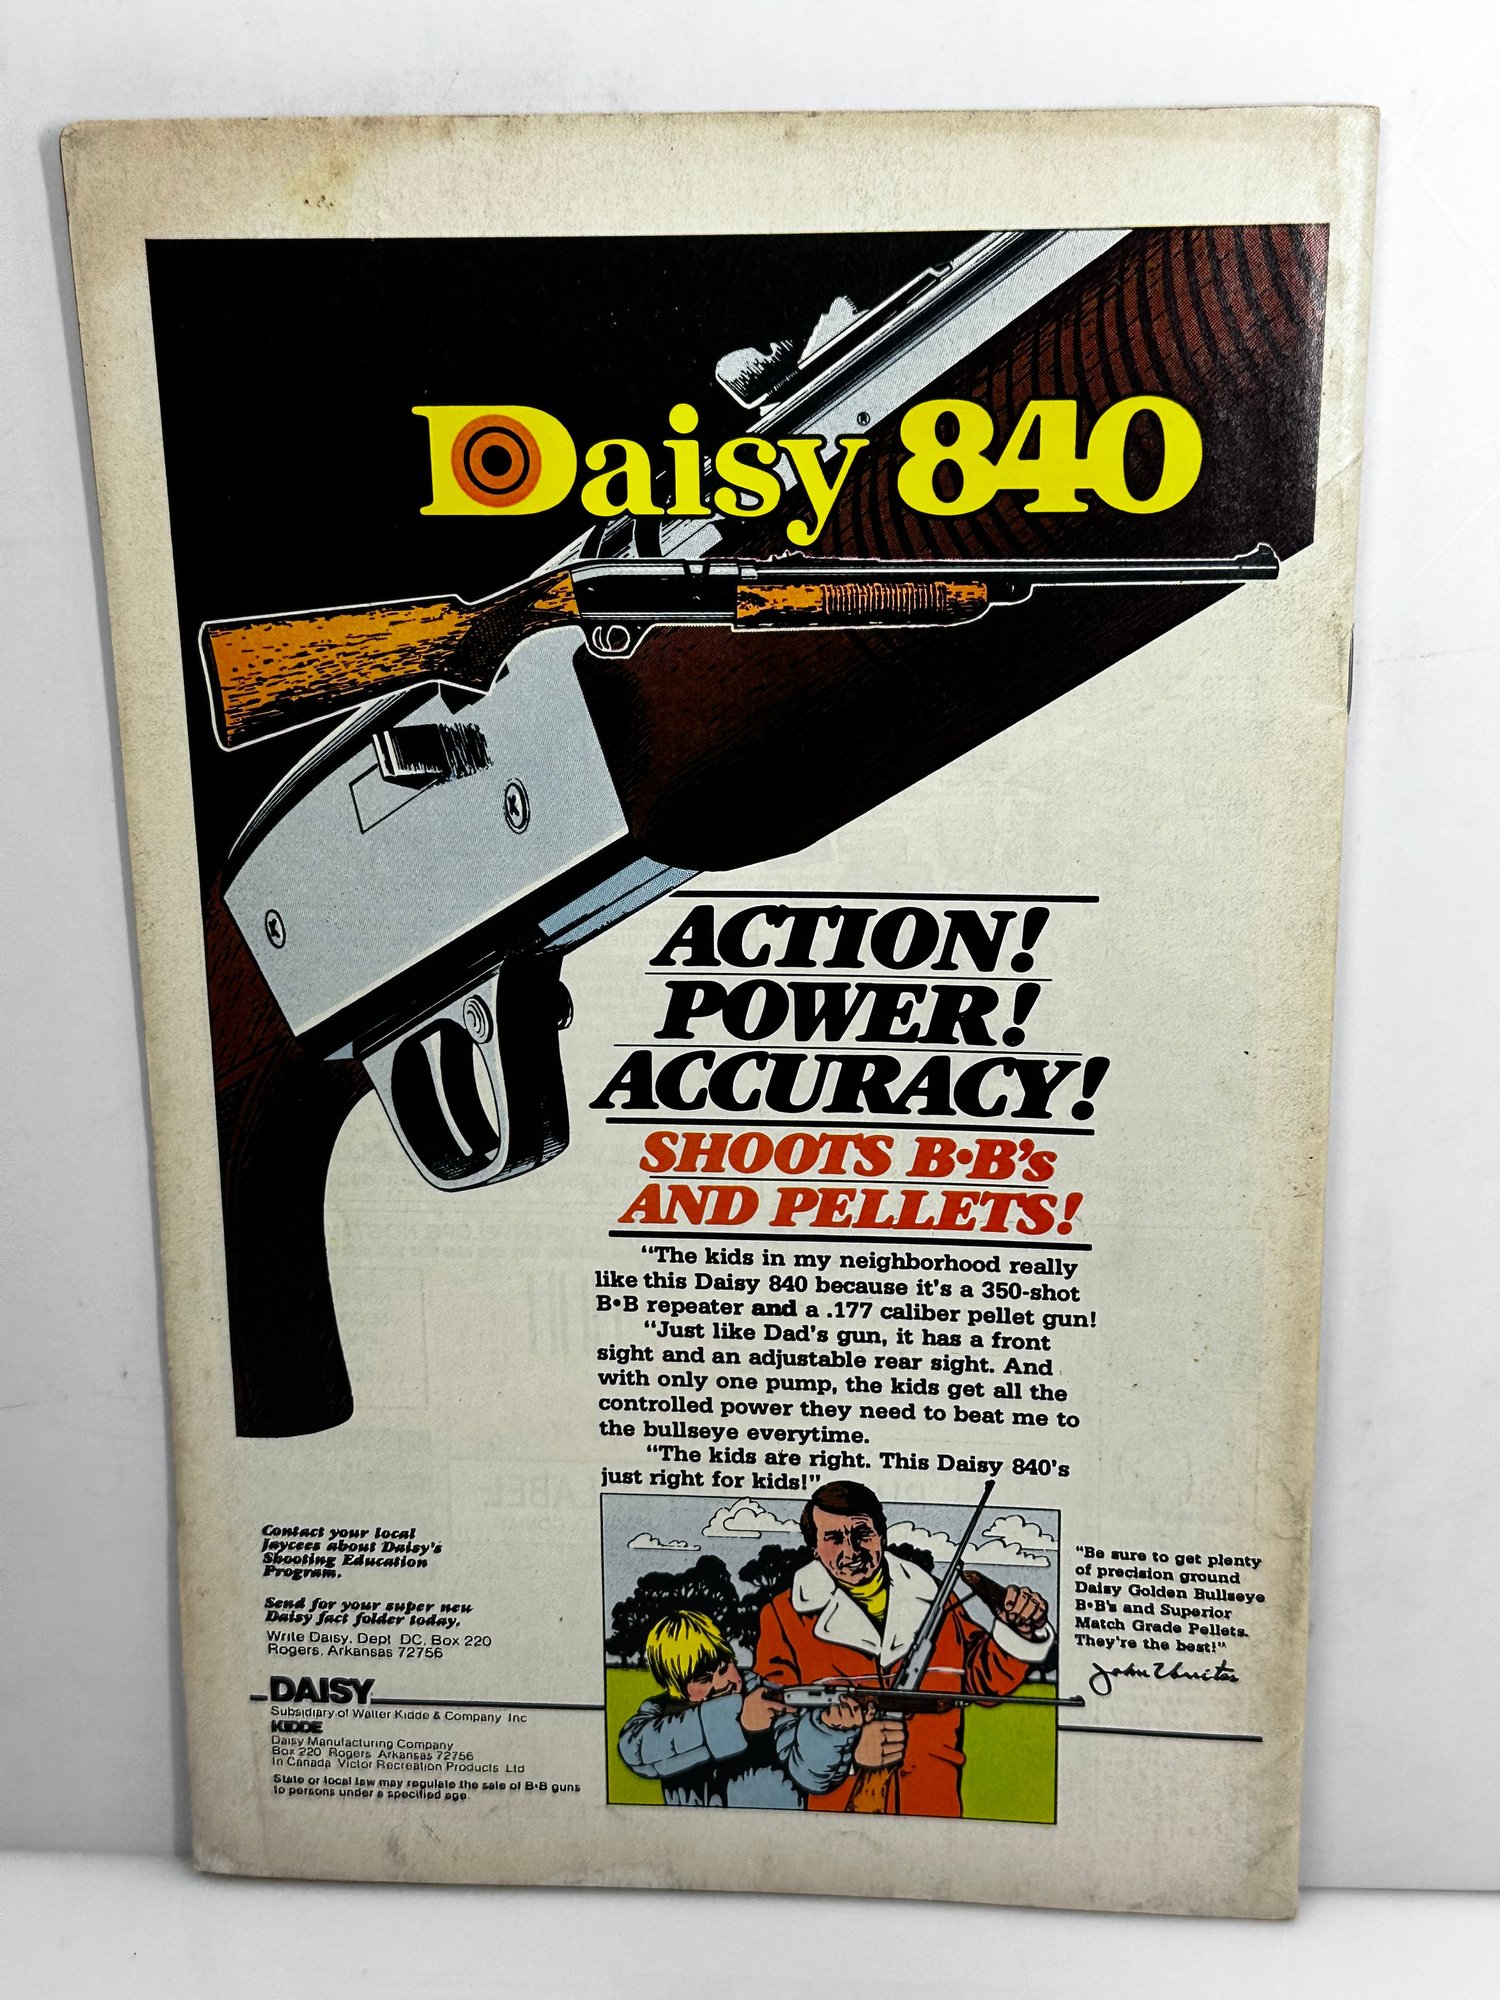 Daisy 840
®
ACTION!
POWER!
ACCURACY!
SHOOTS B•B's
AND PELLETS!
"The kids in my neighborhood really
like this Daisy 840 because it's a 350-shot
B•B repeater and a .177 caliber pellet gun!
"Just like Dad's gun, it has a front
sight and an adjustable rear sight. And
with only one pump, the kids get all the
controlled power they need to beat me to
the bullseye everytime.
"The kids are right. This Daisy 840's
just right for kids!"
Contact your local
Jaycees about Daisy's
Shooting Education
Program.
Send for your super new
Daisy fact folder today.
Write Daisy, Dept DC, Box 220
Rogers, Arkansas 72756
DAISY
Subsidiary of Walter Kidde & Company Inc
KIDDE
Daisy Manufacturing Company
Box 220 Rogers Arkansas 72756
In Canada Victor Recreation Products Ltd
State or local law may regulate the sale of B•B guns
to persons under a specified age.
"Be sure to get plenty
of precision ground
Daisy Golden Bullseye
B•B's and Superior
Match Grade Pellets.
They're the best!"
John Unitas